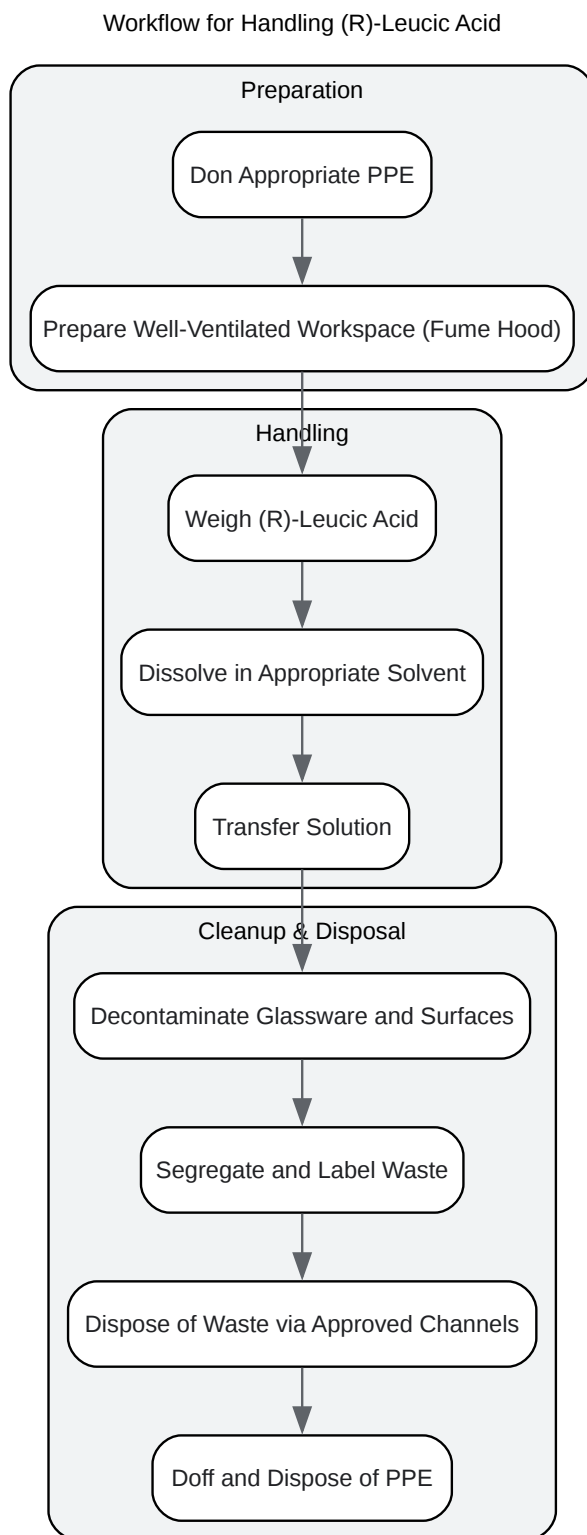 Workflow for Handling (R)-Leucic Acid
Preparation
Don Appropriate PPE
Prepare Well-Ventilated Workspace (Fume Hood)
Handling
Weigh (R)-Leucic Acid
Dissolve in Appropriate Solvent
Transfer Solution
Cleanup & Disposal
Decontaminate Glassware and Surfaces
Segregate and Label Waste
Dispose of Waste via Approved Channels
Doff and Dispose of PPE